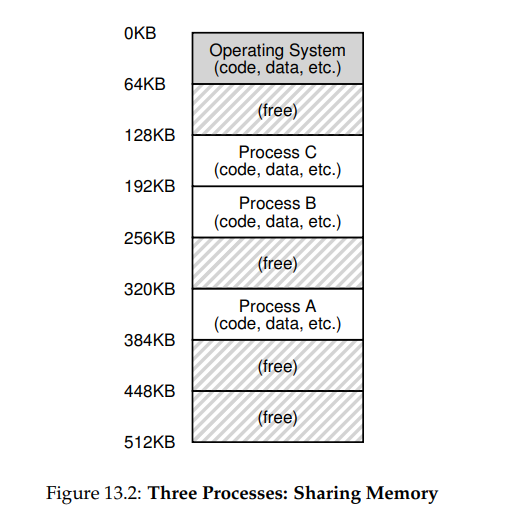 0KB
Operating System
(code, data, etc.)
64KB
(free)
128KB
Process C
(code, data, etc.)
192KB
Process B
(code, data, etc.)
256KB
(free)
320KB
Process A
(code, data, etc.)
384KB
(free)
448KB
(free)
512KB
Figure 13.2: Three Processes: Sharing Memory